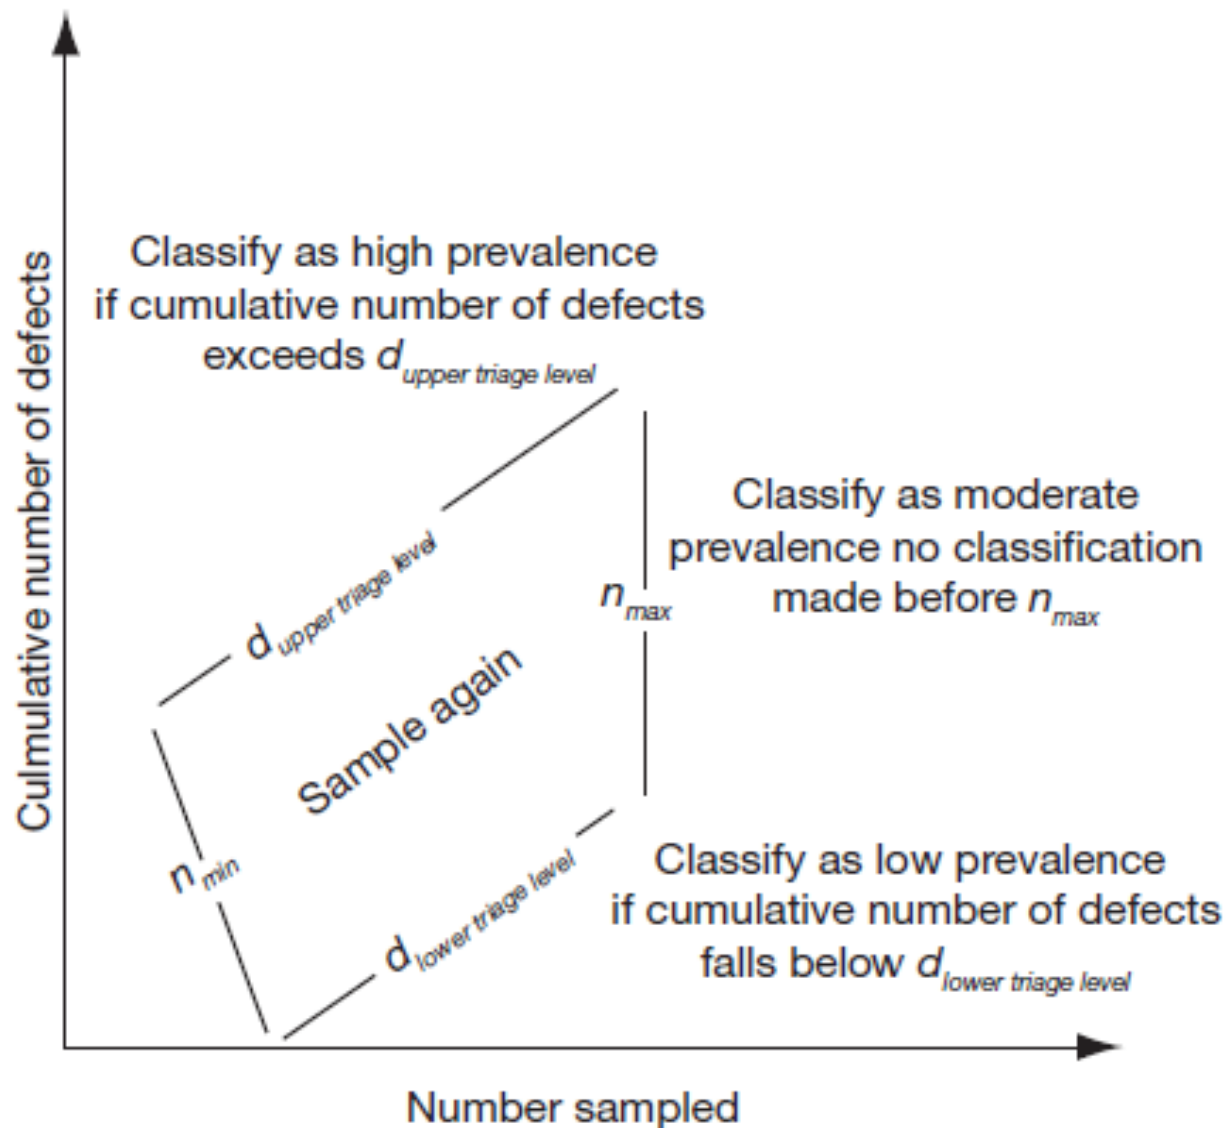 Culmulative number of defects
Classify as high prevalence
if cumulative number of defects
exceeds d upper triage level
d upper triage level
Sample again
n min
n max
Classify as moderate
prevalence no classification
made before n max
d lower triage level
Classify as low prevalence
if cumulative number of defects
falls below d lower triage level
Number sampled